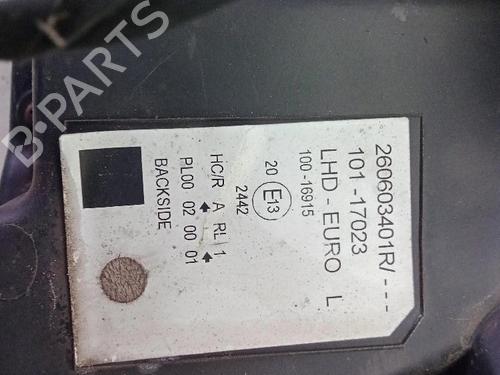 260603401R/---
101-17023
LHD-EURO L
100-16915
20 E13
2442
HC/R A RL 1
PL00 02 00 01
BACKSIDE
B-PARTS